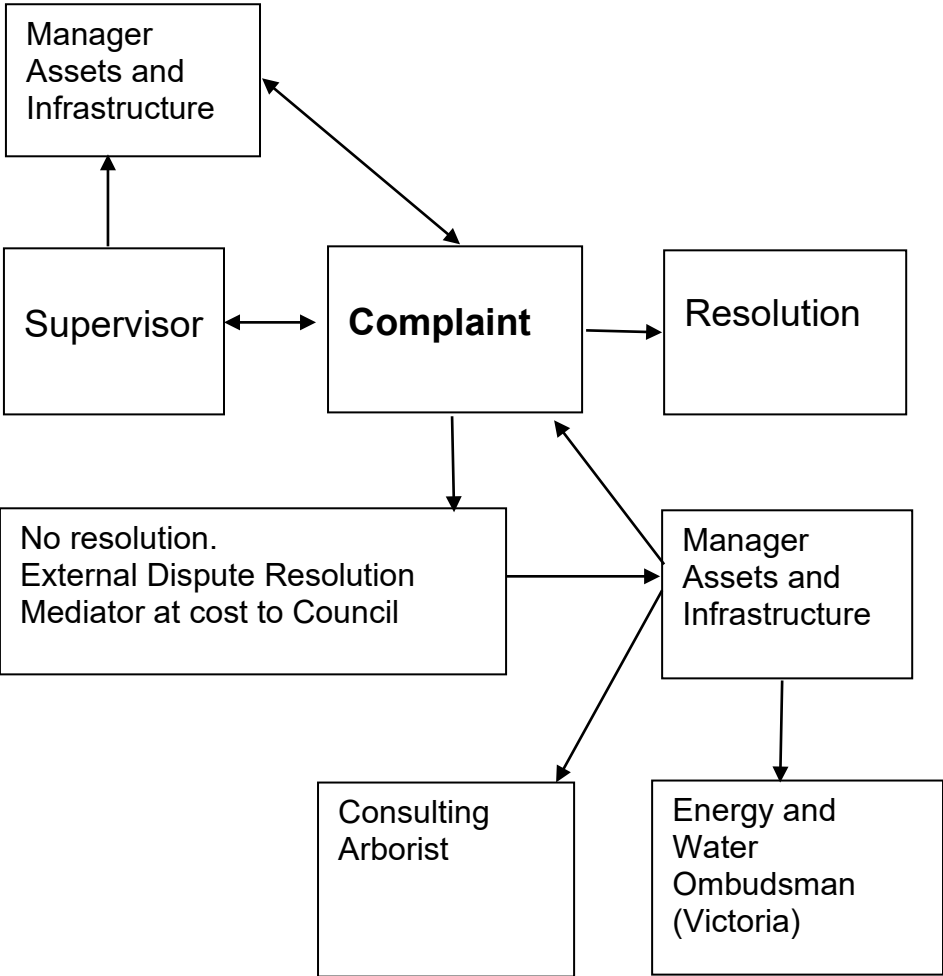 Manager
Assets and
Infrastructure
Supervisor
Complaint
Resolution
No resolution.
External Dispute Resolution
Mediator at cost to Council
Manager
Assets and
Infrastructure
Consulting
Arborist
Energy and
Water
Ombudsman
(Victoria)